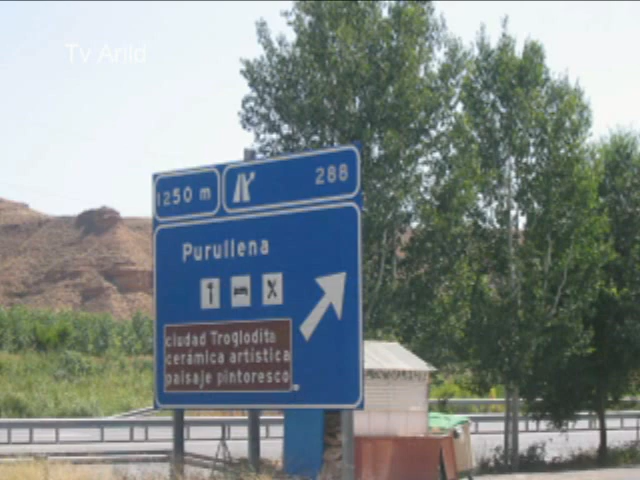 Tv Arild
1250 m
288
Purullena
ciudad Troglodita
cerámica artística
paisaje pintoresco